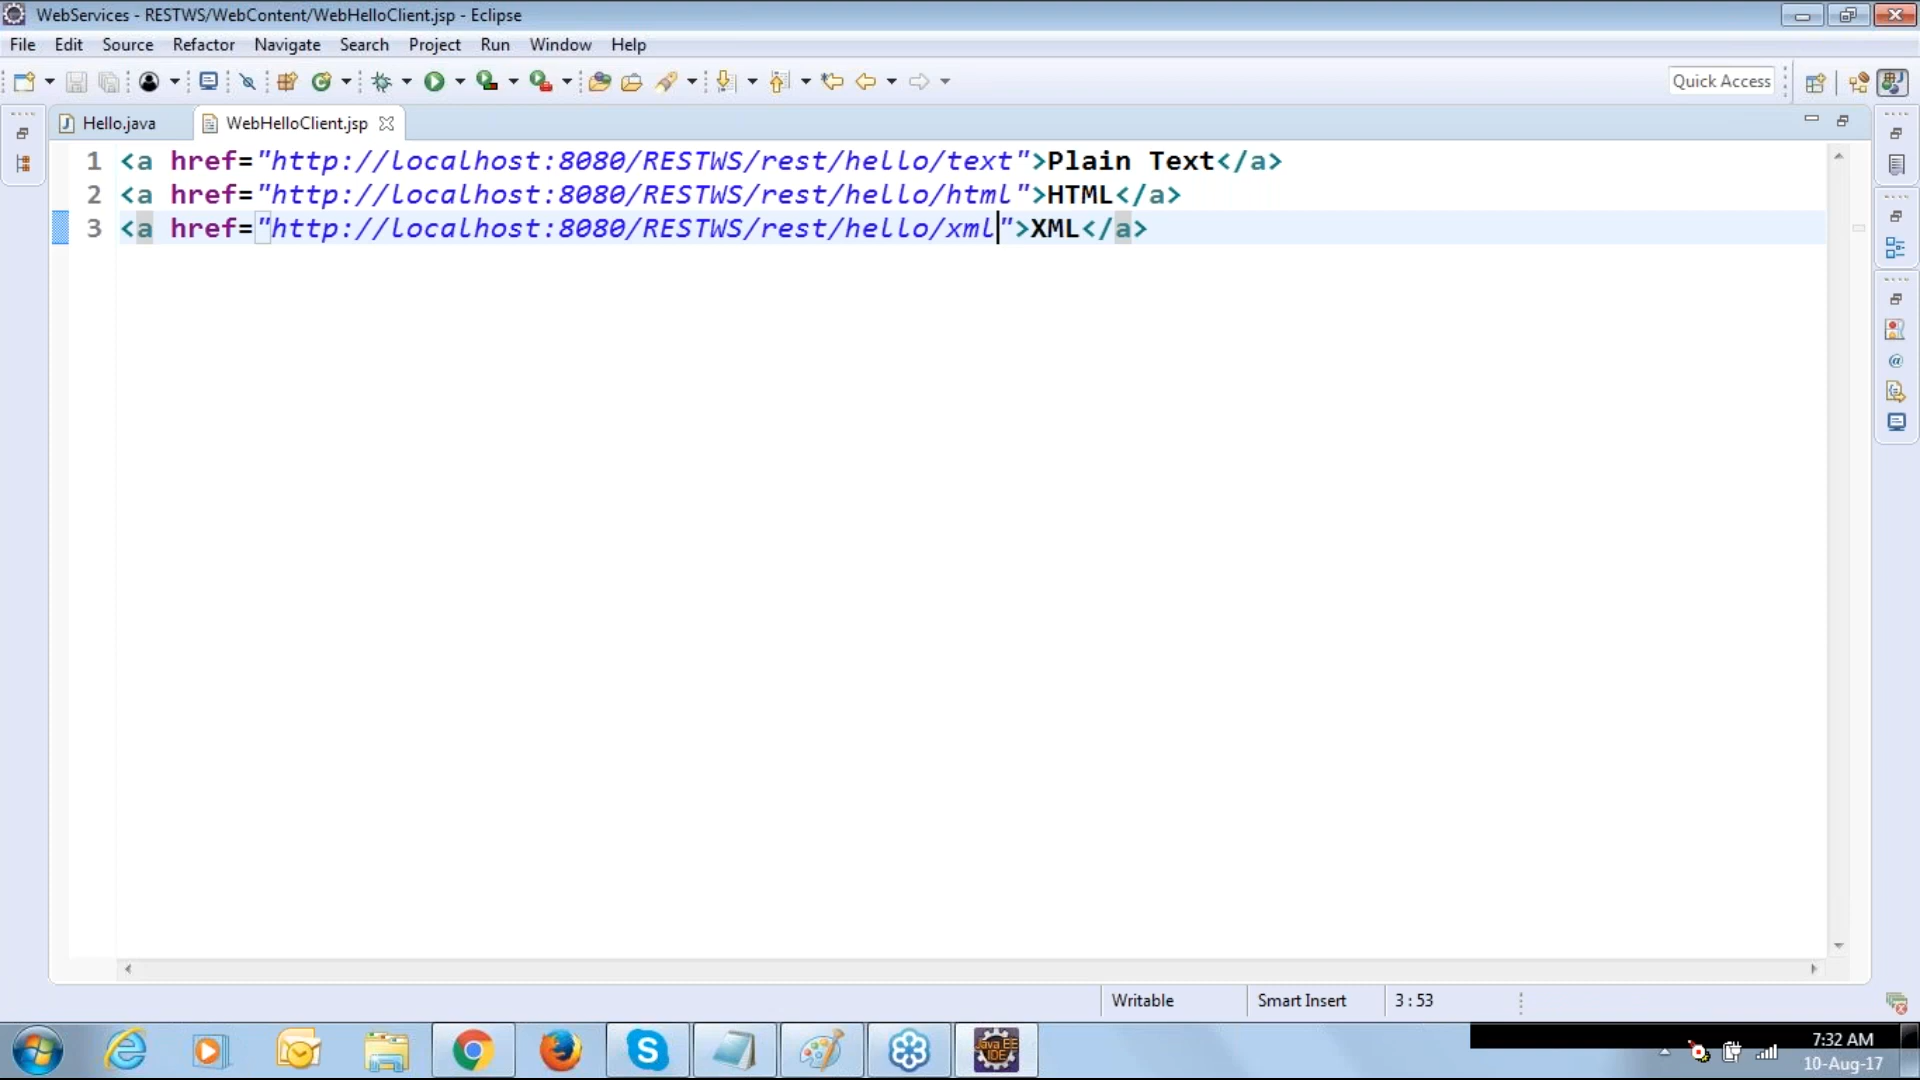 WebServices - RESTWS/WebContent/WebHelloClient.jsp - Eclipse
File Edit Source Refactor Navigate Search Project Run Window Help
Quick Access
Hello.java WebHelloClient.jsp
1 <a href="http://localhost:8080/RESTWS/rest/hello/text">Plain Text</a>
2 <a href="http://localhost:8080/RESTWS/rest/hello/html">HTML</a>
3 <a href="http://localhost:8080/RESTWS/rest/hello/xml">XML</a>
Writable Smart Insert 3 : 53
Java EE
IDE
7:32 AM
10-Aug-17